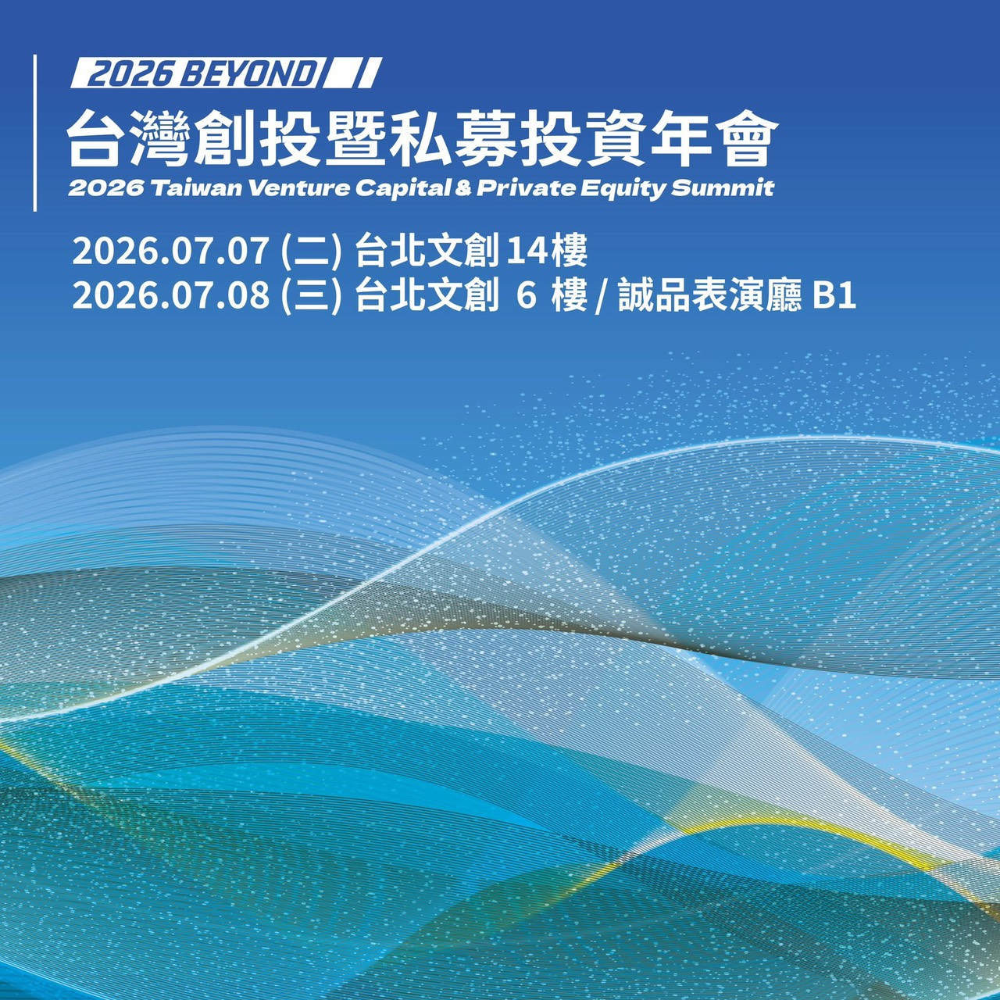 2026 BEYOND
台灣創投暨私募投資年會
2026 Taiwan Venture Capital & Private Equity Summit
2026.07.07 (二) 台北文創 14樓
2026.07.08 (三) 台北文創 6 樓 / 誠品表演廳 B1